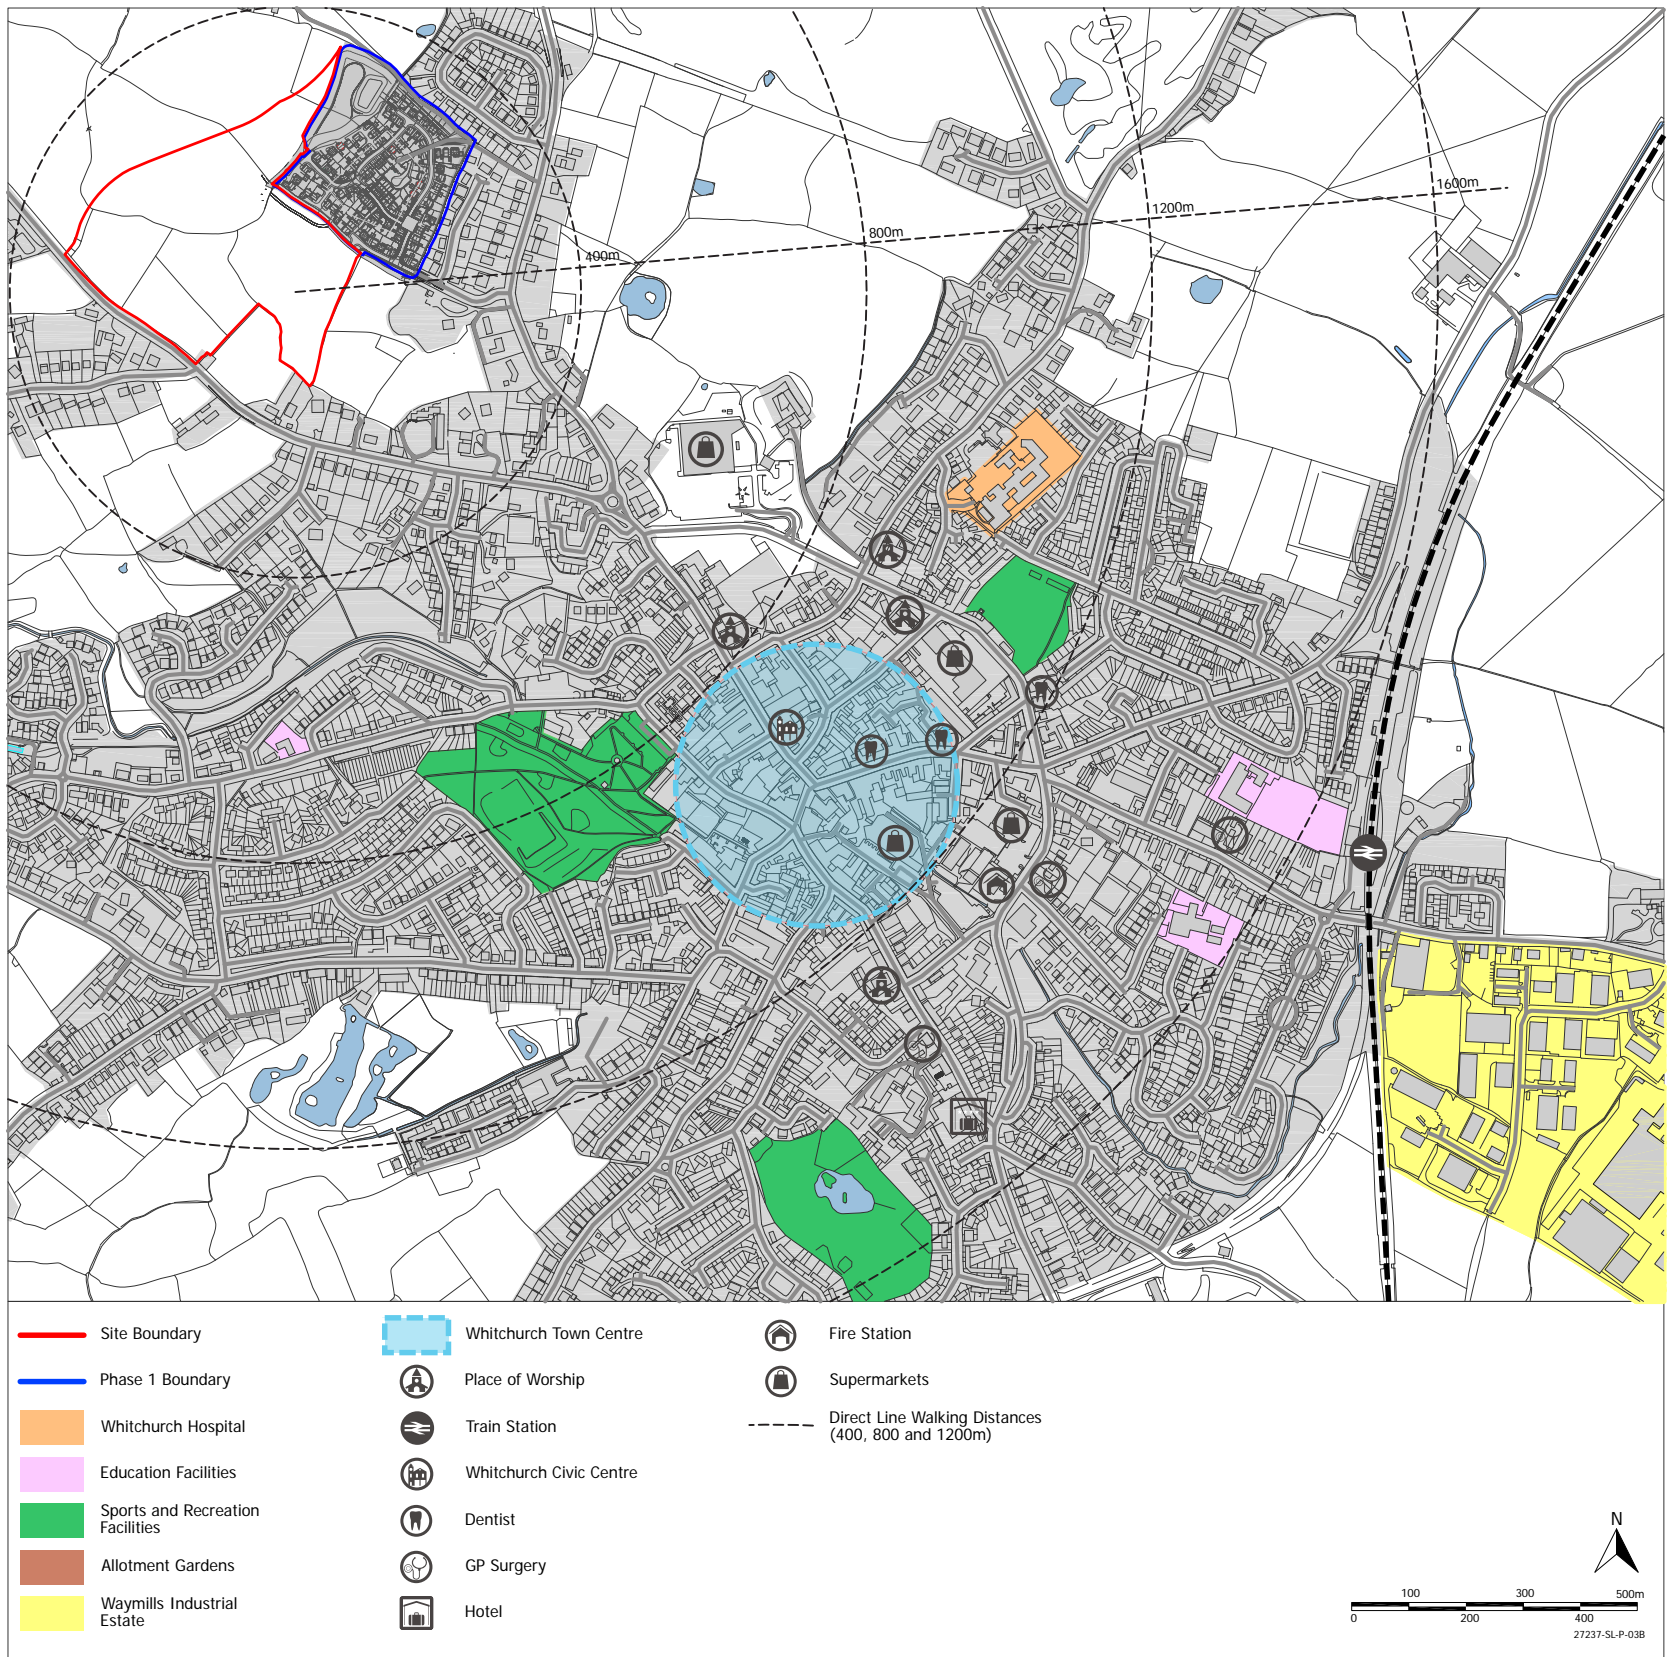 1600m
1200m
800m
400m
Site Boundary
Phase 1 Boundary
Whitchurch Hospital
Education Facilities
Sports and Recreation
Facilities
Allotment Gardens
Waymills Industrial
Estate
Whitchurch Town Centre
Place of Worship
Train Station
Whitchurch Civic Centre
Dentist
GP Surgery
Hotel
Fire Station
Supermarkets
Direct Line Walking Distances
(400, 800 and 1200m)
N
100 300 500m
0 200 400
27237-SL-P-03B